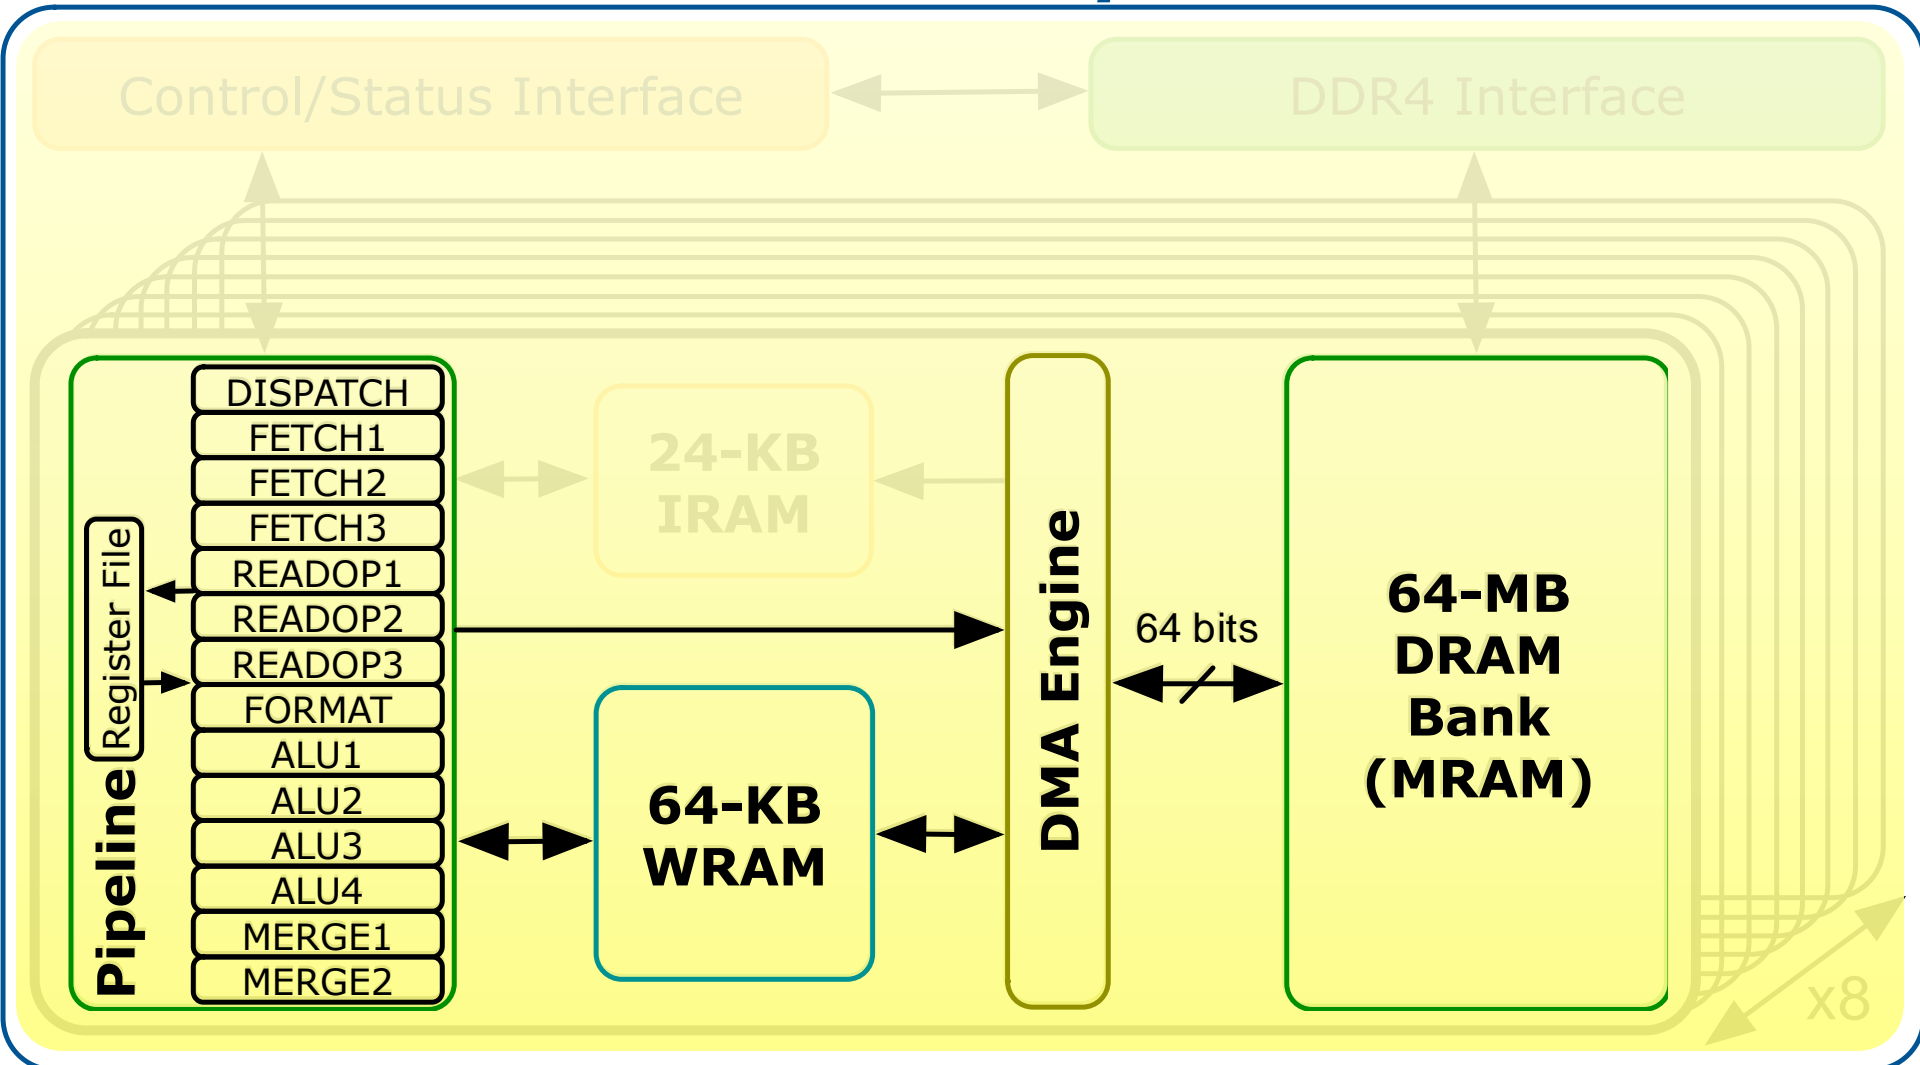 Control/Status Interface
DDR4 Interface
DISPATCH
FETCH1
FETCH2
FETCH3
READOP1
READOP2
READOP3
FORMAT
ALU1
ALU2
ALU3
ALU4
MERGE1
MERGE2
Register File
Pipeline
24-KB
IRAM
64-KB
WRAM
DMA Engine
64 bits
64-MB
DRAM
Bank
(MRAM)
x8